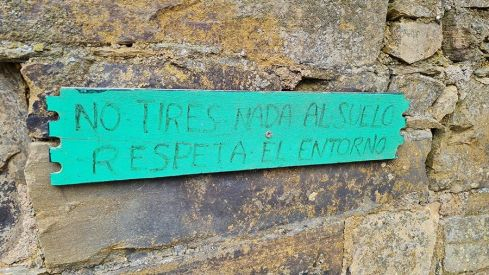 NO TIRES NADA AL SUELO
RESPETA EL ENTORNO